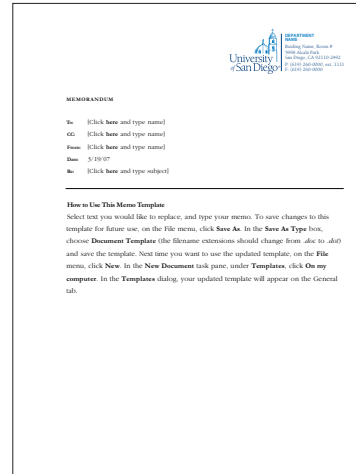 DEPARTMENT
NAME
Building Name, Room #
5998 Alcalá Park
San Diego, CA 92110-2492
P: (619) 260-0000, ext. 1111
F: (619) 260-0000
University
of San Diego
MEMORANDUM
To: [Click here and type name]
CC: [Click here and type name]
From: [Click here and type name]
Date: 3/19/07
Re: [Click here and type subject]
How to Use This Memo Template
Select text you would like to replace, and type your memo. To save changes to this
template for future use, on the File menu, click Save As. In the Save As Type box,
choose Document Template (the filename extensions should change from .doc to .dot)
and save the template. Next time you want to use the updated template, on the File
menu, click New. In the New Document task pane, under Templates, click On my
computer. In the Templates dialog, your updated template will appear on the General
tab.